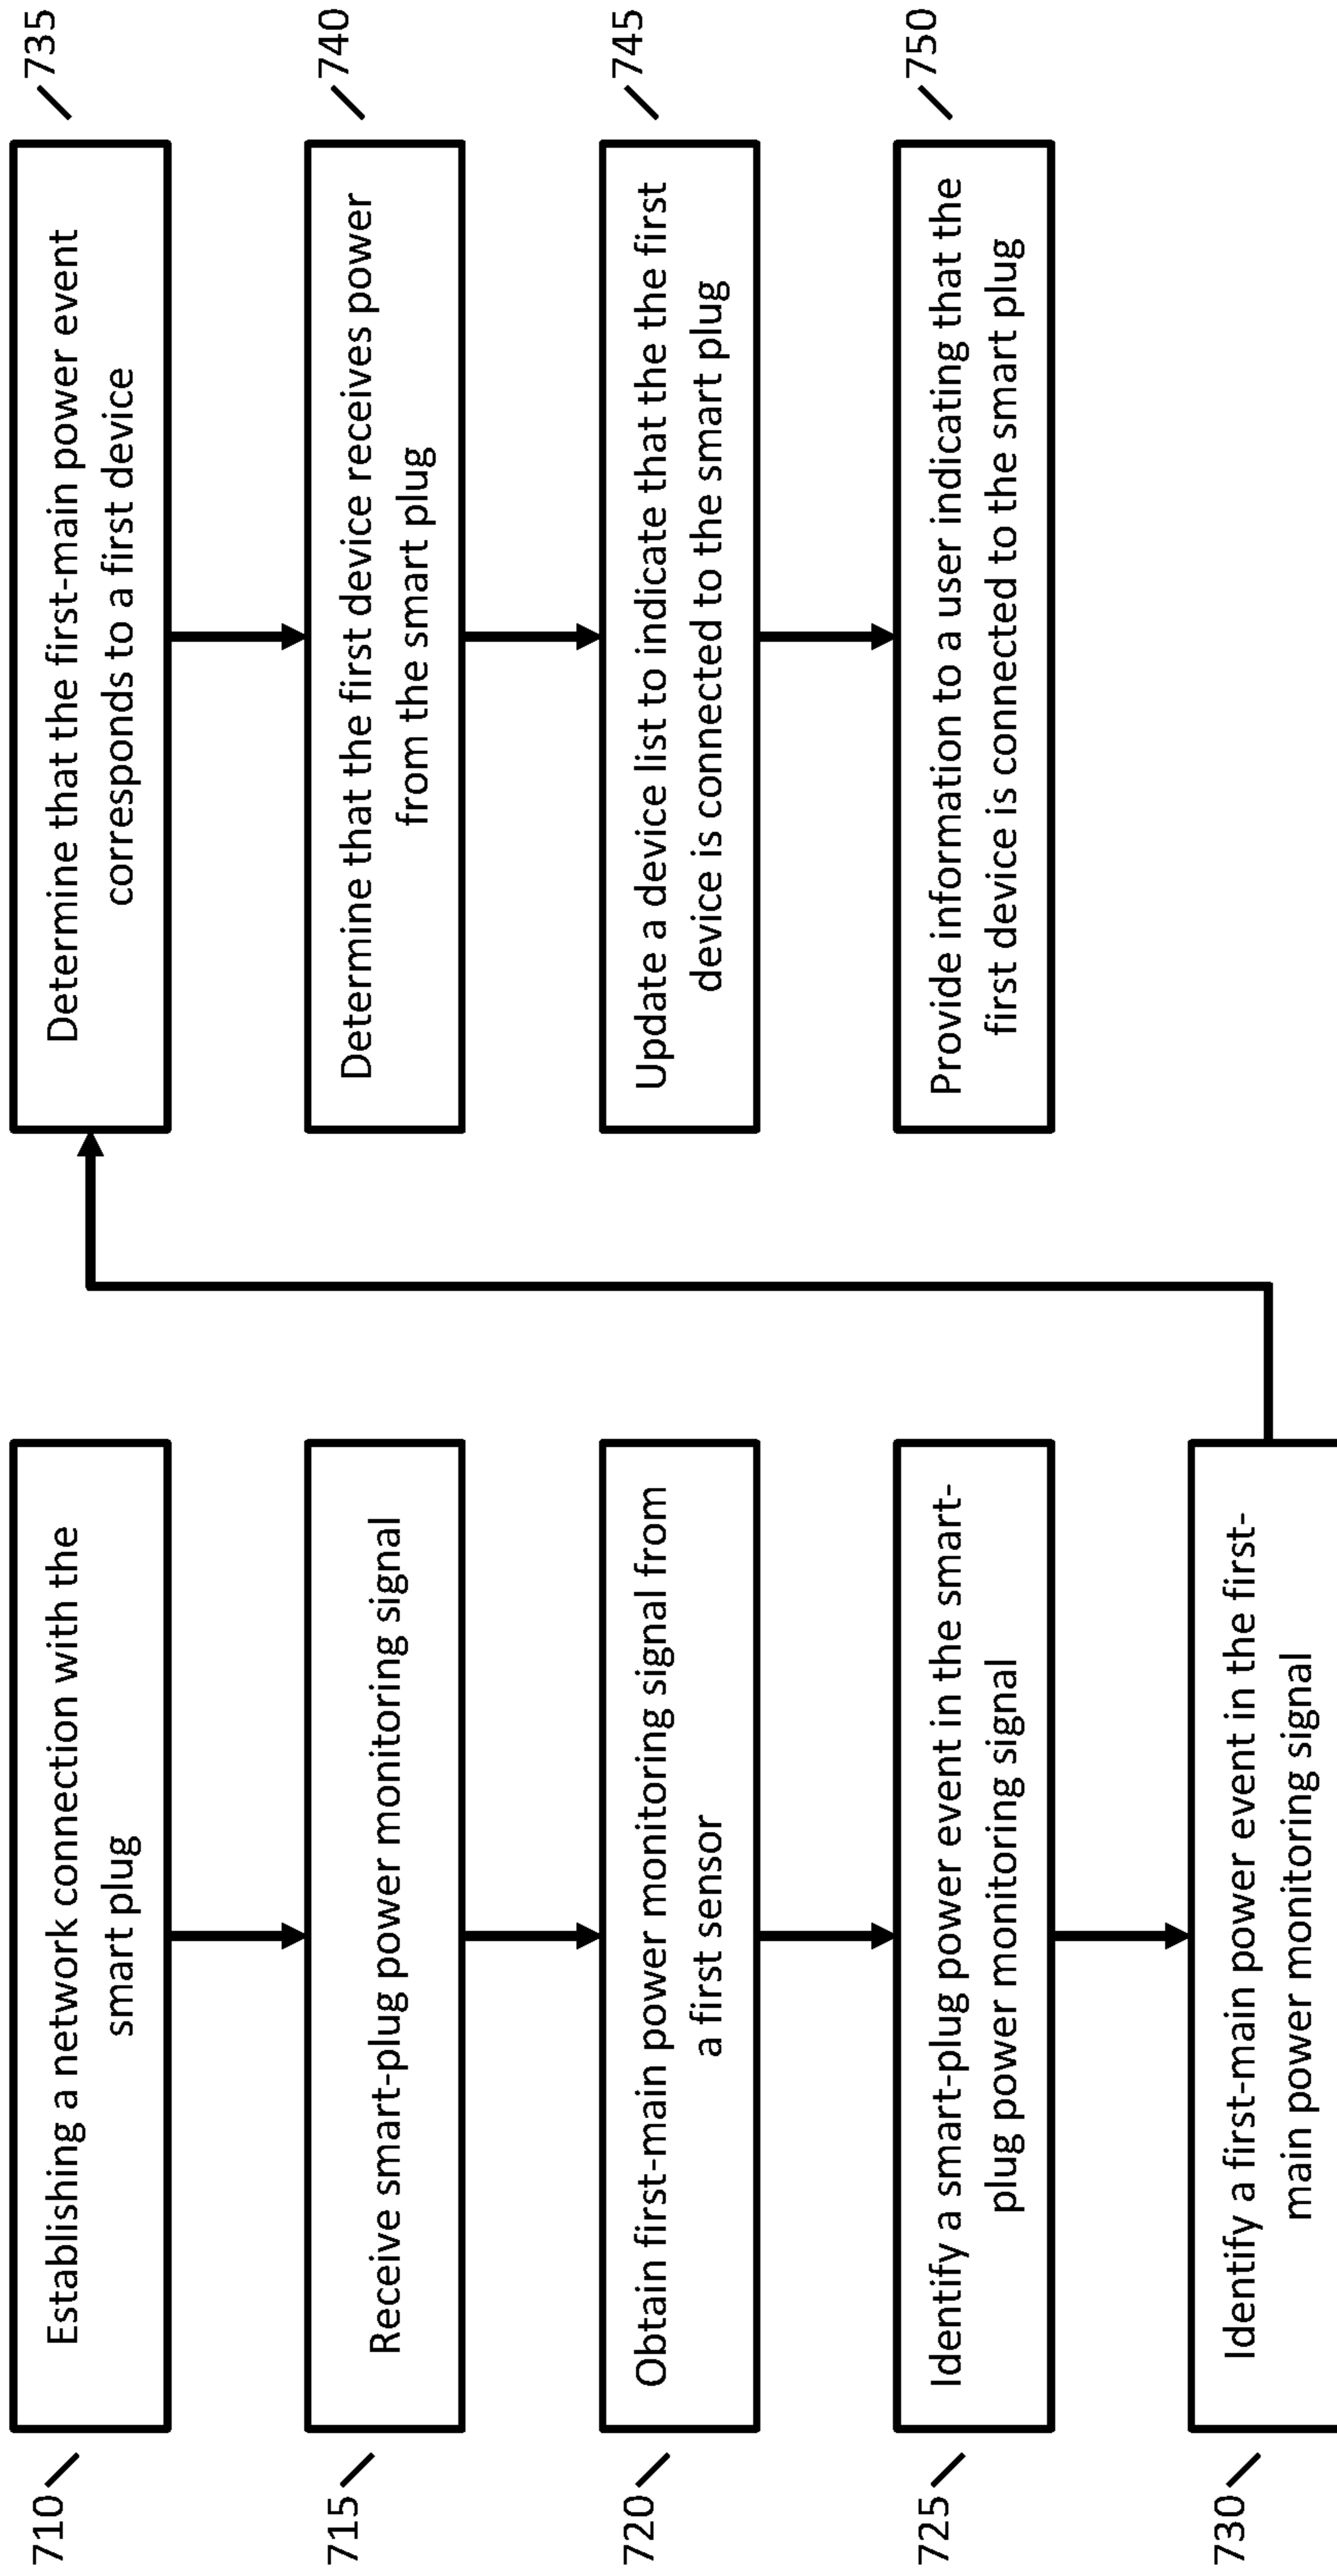 710
Establishing a network connection with the
smart plug
715
Receive smart-plug power monitoring signal
720
Obtain first-main power monitoring signal from
a first sensor
725
Identify a smart-plug power event in the smart-
plug power monitoring signal
730
Identify a first-main power event in the first-
main power monitoring signal
735
Determine that the first-main power event
corresponds to a first device
740
Determine that the first device receives power
from the smart plug
745
Update a device list to indicate that the the first
device is connected to the smart plug
750
Provide information to a user indicating that the
first device is connected to the smart plug